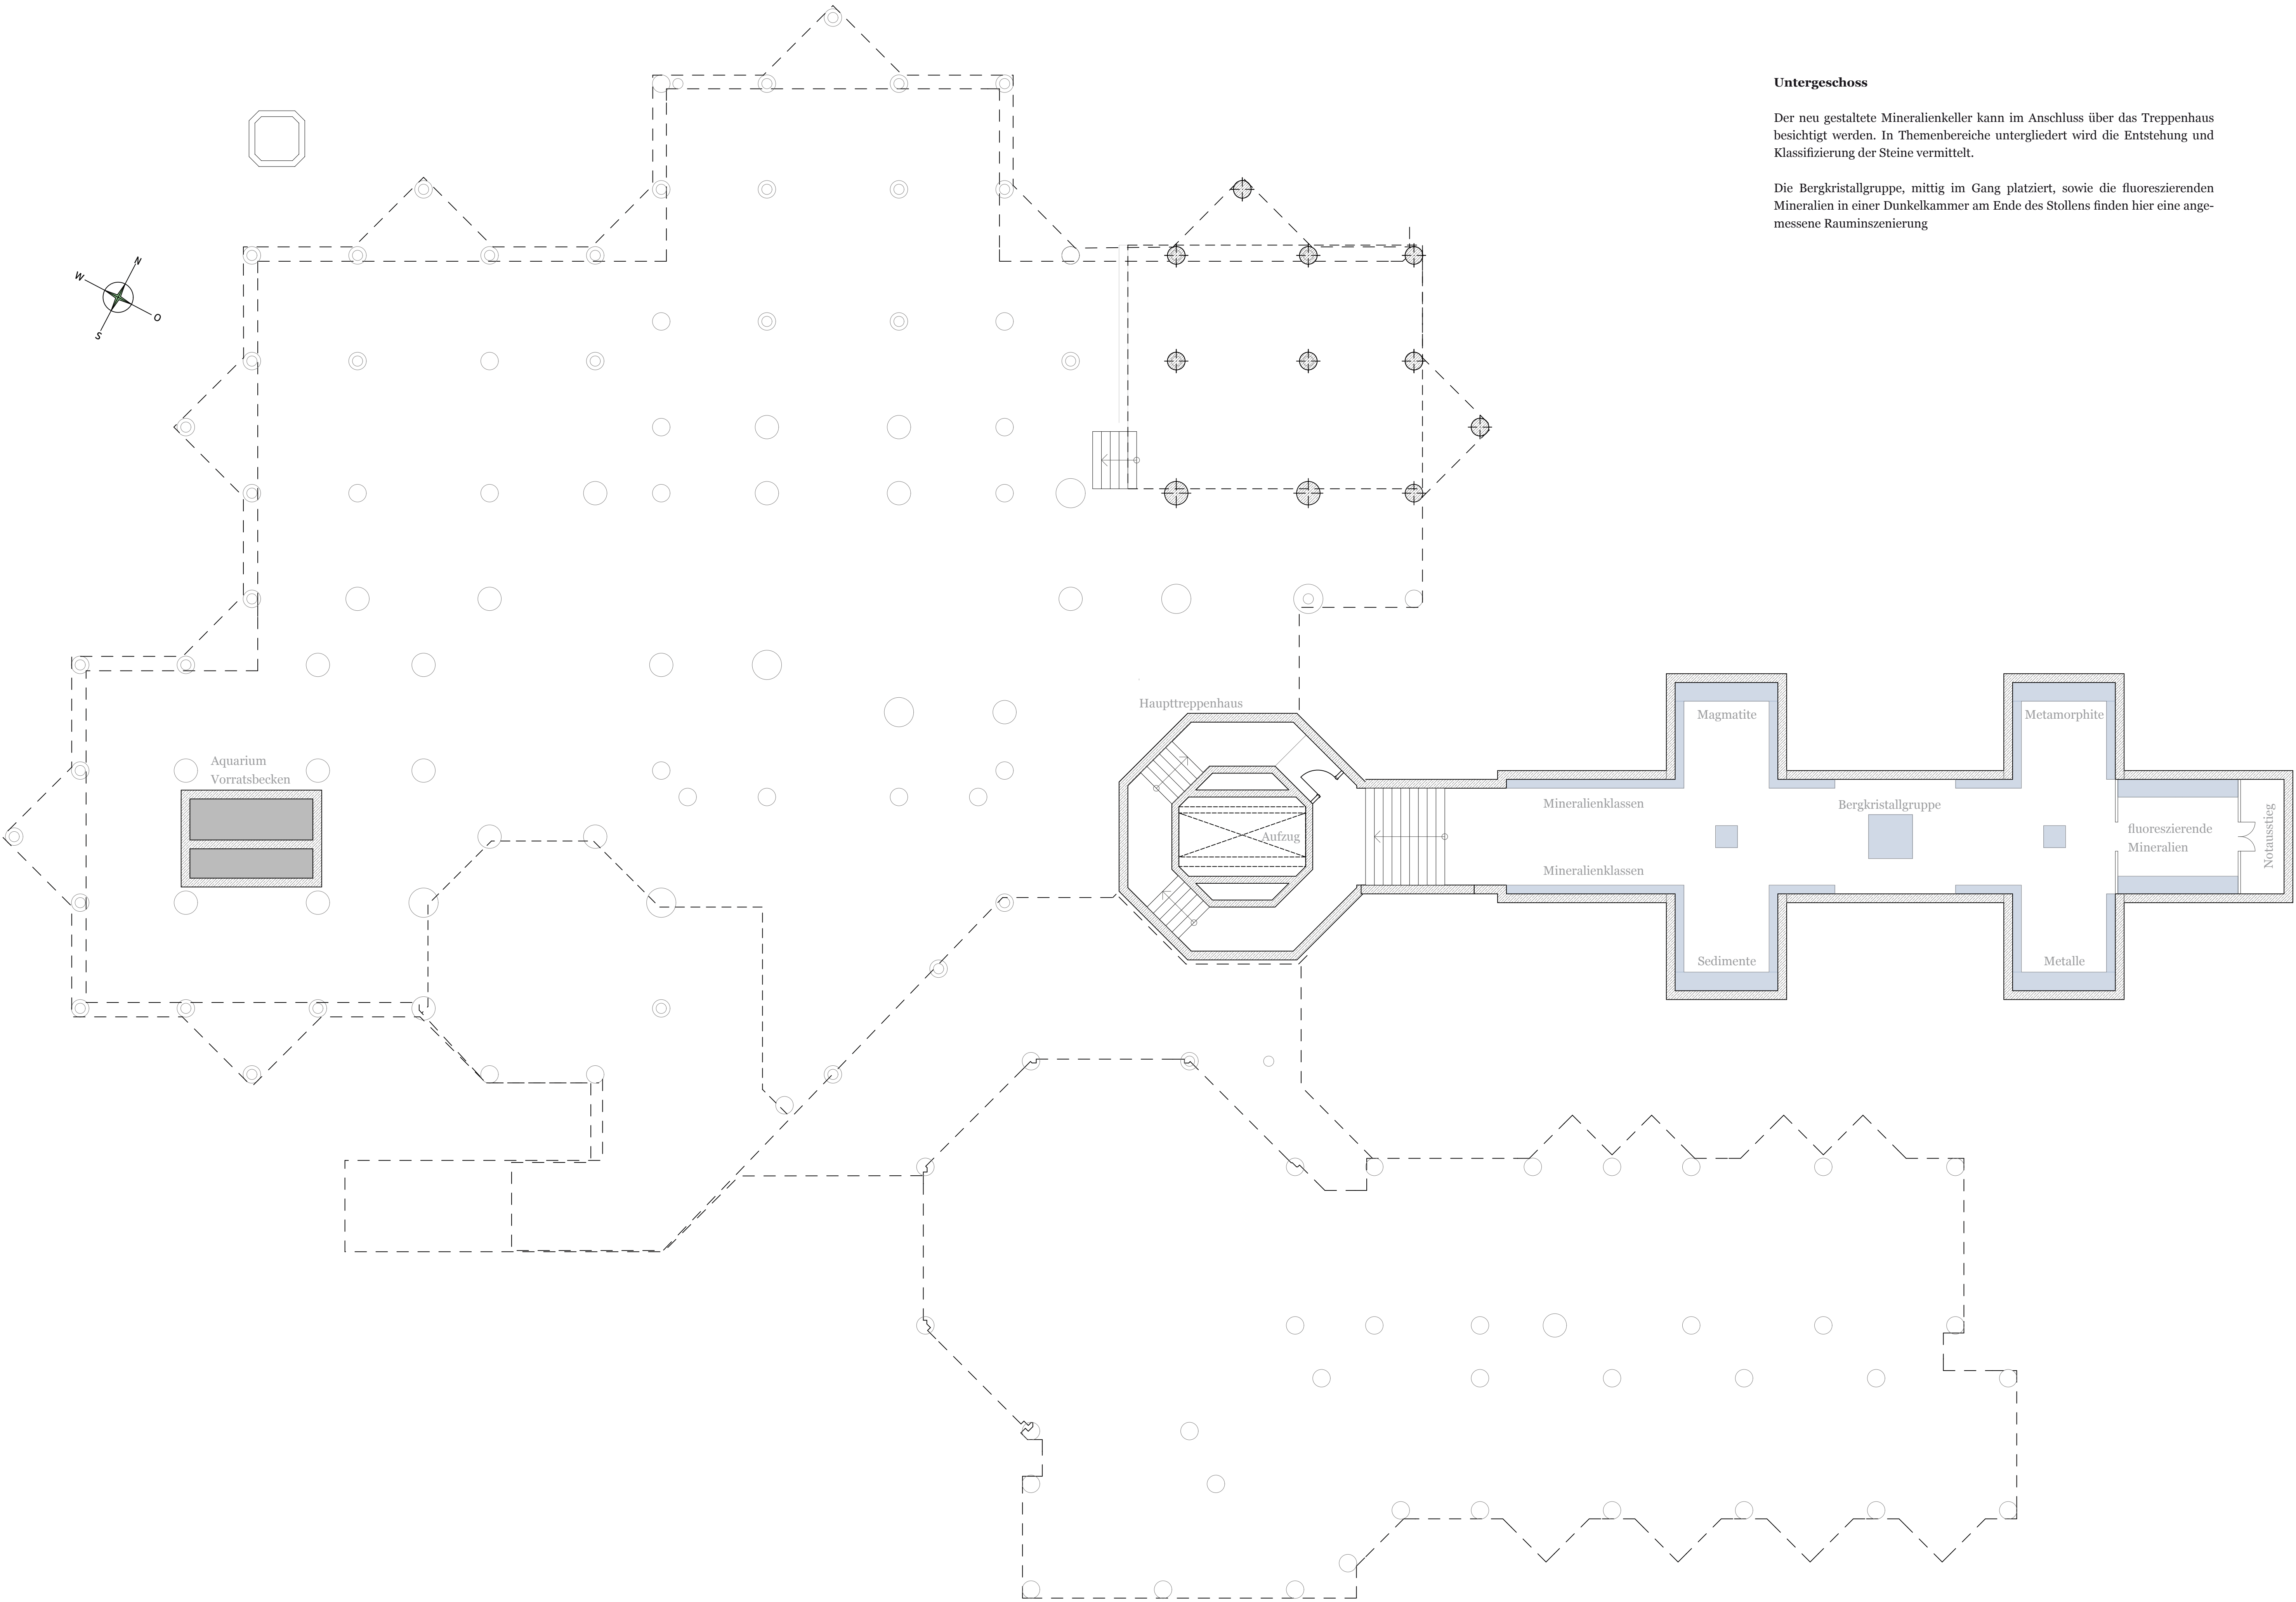 Untergeschoss
Der neu gestaltete Mineralienkeller kann im Anschluss über das Treppenhaus
besichtigt werden. In Themenbereiche untergliedert wird die Entstehung und
Klassifizierung der Steine vermittelt.
Die Bergkristallgruppe, mittig im Gang platziert, sowie die fluoreszierenden
Mineralien in einer Dunkelkammer am Ende des Stollens finden hier eine ange-
messene Rauminszenierung
N
W
O
S
Haupttreppenhaus
Magmatite
Metamorphite
Aquarium
Vorratsbecken
Mineralienklassen
Bergkristallgruppe
Aufzug
fluoreszierende
Mineralien
Notausstieg
Mineralienklassen
Sedimente
Metalle